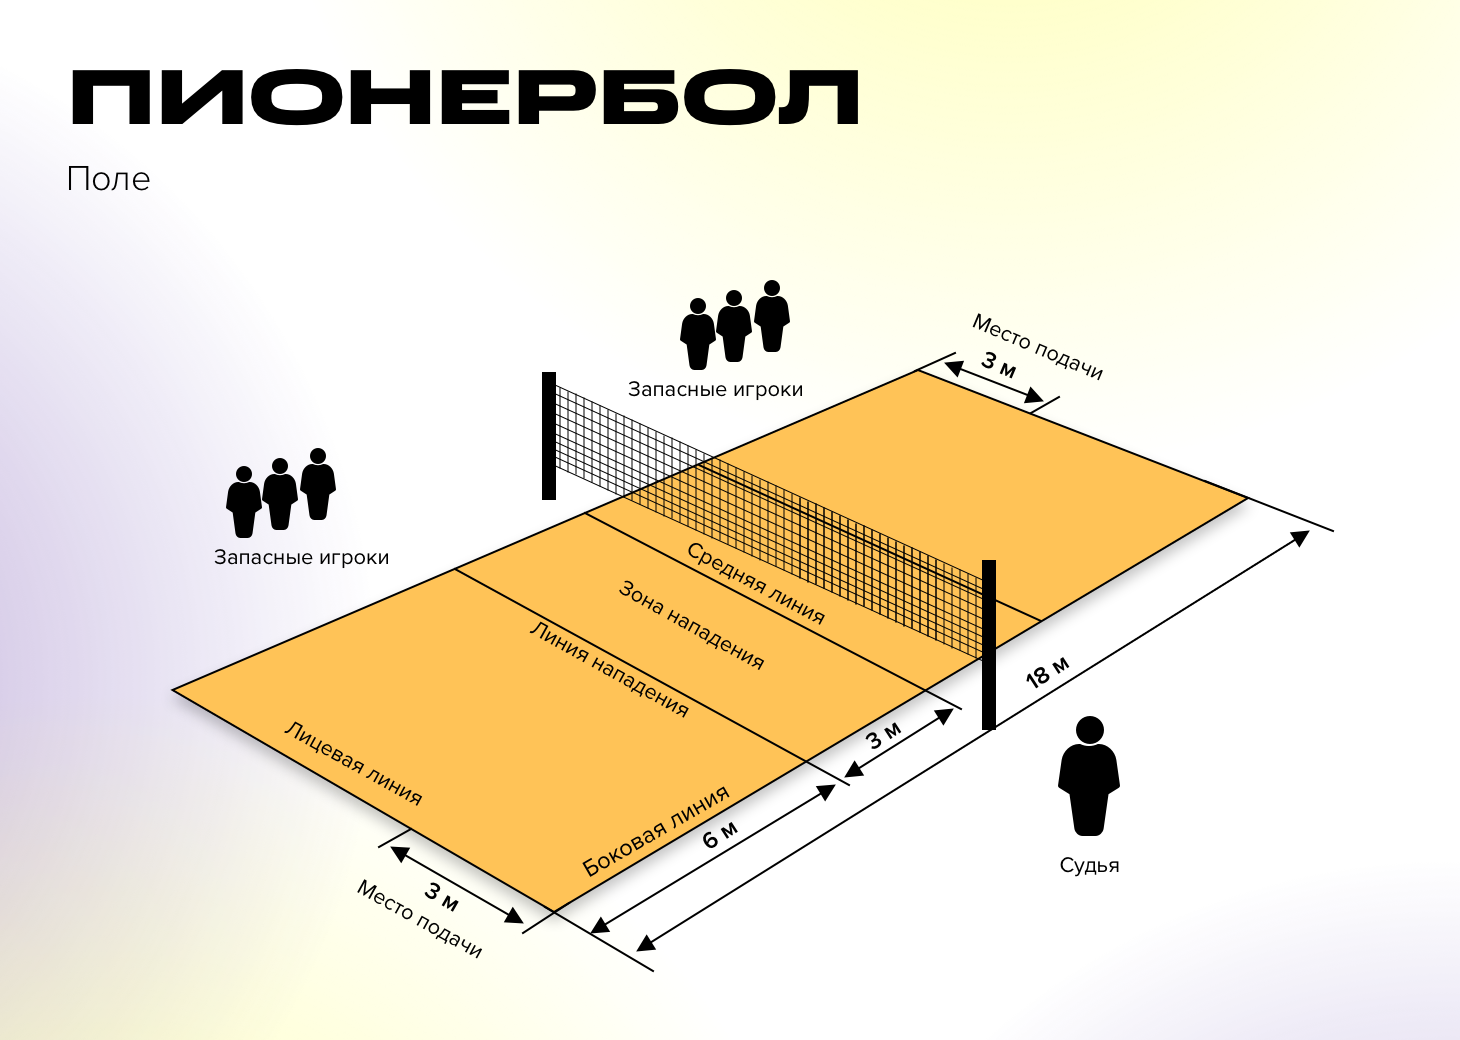 ПИОНЕРБОЛ
Поле
Место подачи
3 м
Запасные игроки
Запасные игроки
Средняя линия
Зона нападения
Линия нападения
18 м
3 м
Лицевая линия
Боковая линия
6 м
Судья
3 м
Место подачи